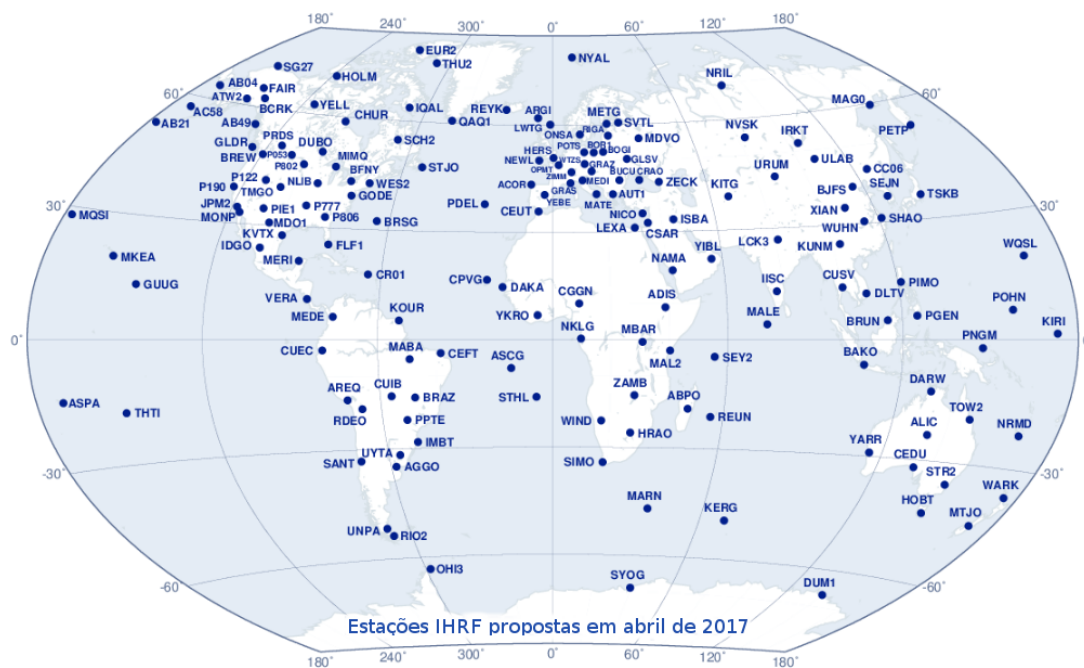 180° 240° 300° 0° 60° 120° 180°
EUR2
THU2
NYAL
SG27
HOLM
NRIL
AB04
FAIR
60° 60°
ATW2
BCRK
YELL
IQAL
REYK
ARGI
METG
MAG0
AC58
AB21
AB49
CHUR
QAQ1
LWTG
ONSA
RIGA
SVTL
PETP
GLDR
PRDS
DUBO
SCH2
POTS
BOR1
MDVO
NVSK
IRKT
BREW
P053
MIMQ
HERS
BOGI
P802
STJO
NEWL
WTZS
GRAZ
GLSV
ULAB
OPMT
P122
NLIB
BFNY
ZIMM
MEDI
BUCU
CRAO
URUM
CC06
P190
TMGO
WES2
ACOR
GRAS
AUT1
ZECK
KITG
BJFS
SEJN
TSKB
GODE
YEBE
JPM2
PIE1
P777
PDEL
CEUT
MATE
30° 30°
MQSI
MONP
MDO1
P806
BRSG
NICO
ISBA
XIAN
SHAO
KVTX
LEXA
CSAR
WUHN
IDGO
FLF1
YIBL
LCK3
KUNM
WQSL
MKEA
MERI
NAMA
GUUG
CR01
CPVG
DAKA
IISC
CUSV
PIMO
CGGN
ADIS
DLTV
VERA
KOUR
YKRO
MALE
POHN
MEDE
BRUN
PGEN
KIRI
NKLG
MBAR
0° 0
CUEC
MABA
CEFT
ASCG
MAL2
SEY2
BAKO
PNGM
AREQ
CUIB
BRAZ
STHL
ZAMB
ABPO
DARW
ASPA
THTI
RDEO
PPTE
WIND
REUN
TOW2
ALIC
NRMD
IMBT
HRAO
UYTA
YARR
SANT
AGGO
SIMO
CEDU
-30° -30°
STR2
WARK
MARN
KERG
HOBT
MTJO
UNPA
RIO2
OHI3
SYOG
DUM1
-60° -60°
Estações IHRF propostas em abril de 2017
180° 240° 300° 0° 60° 120° 180°